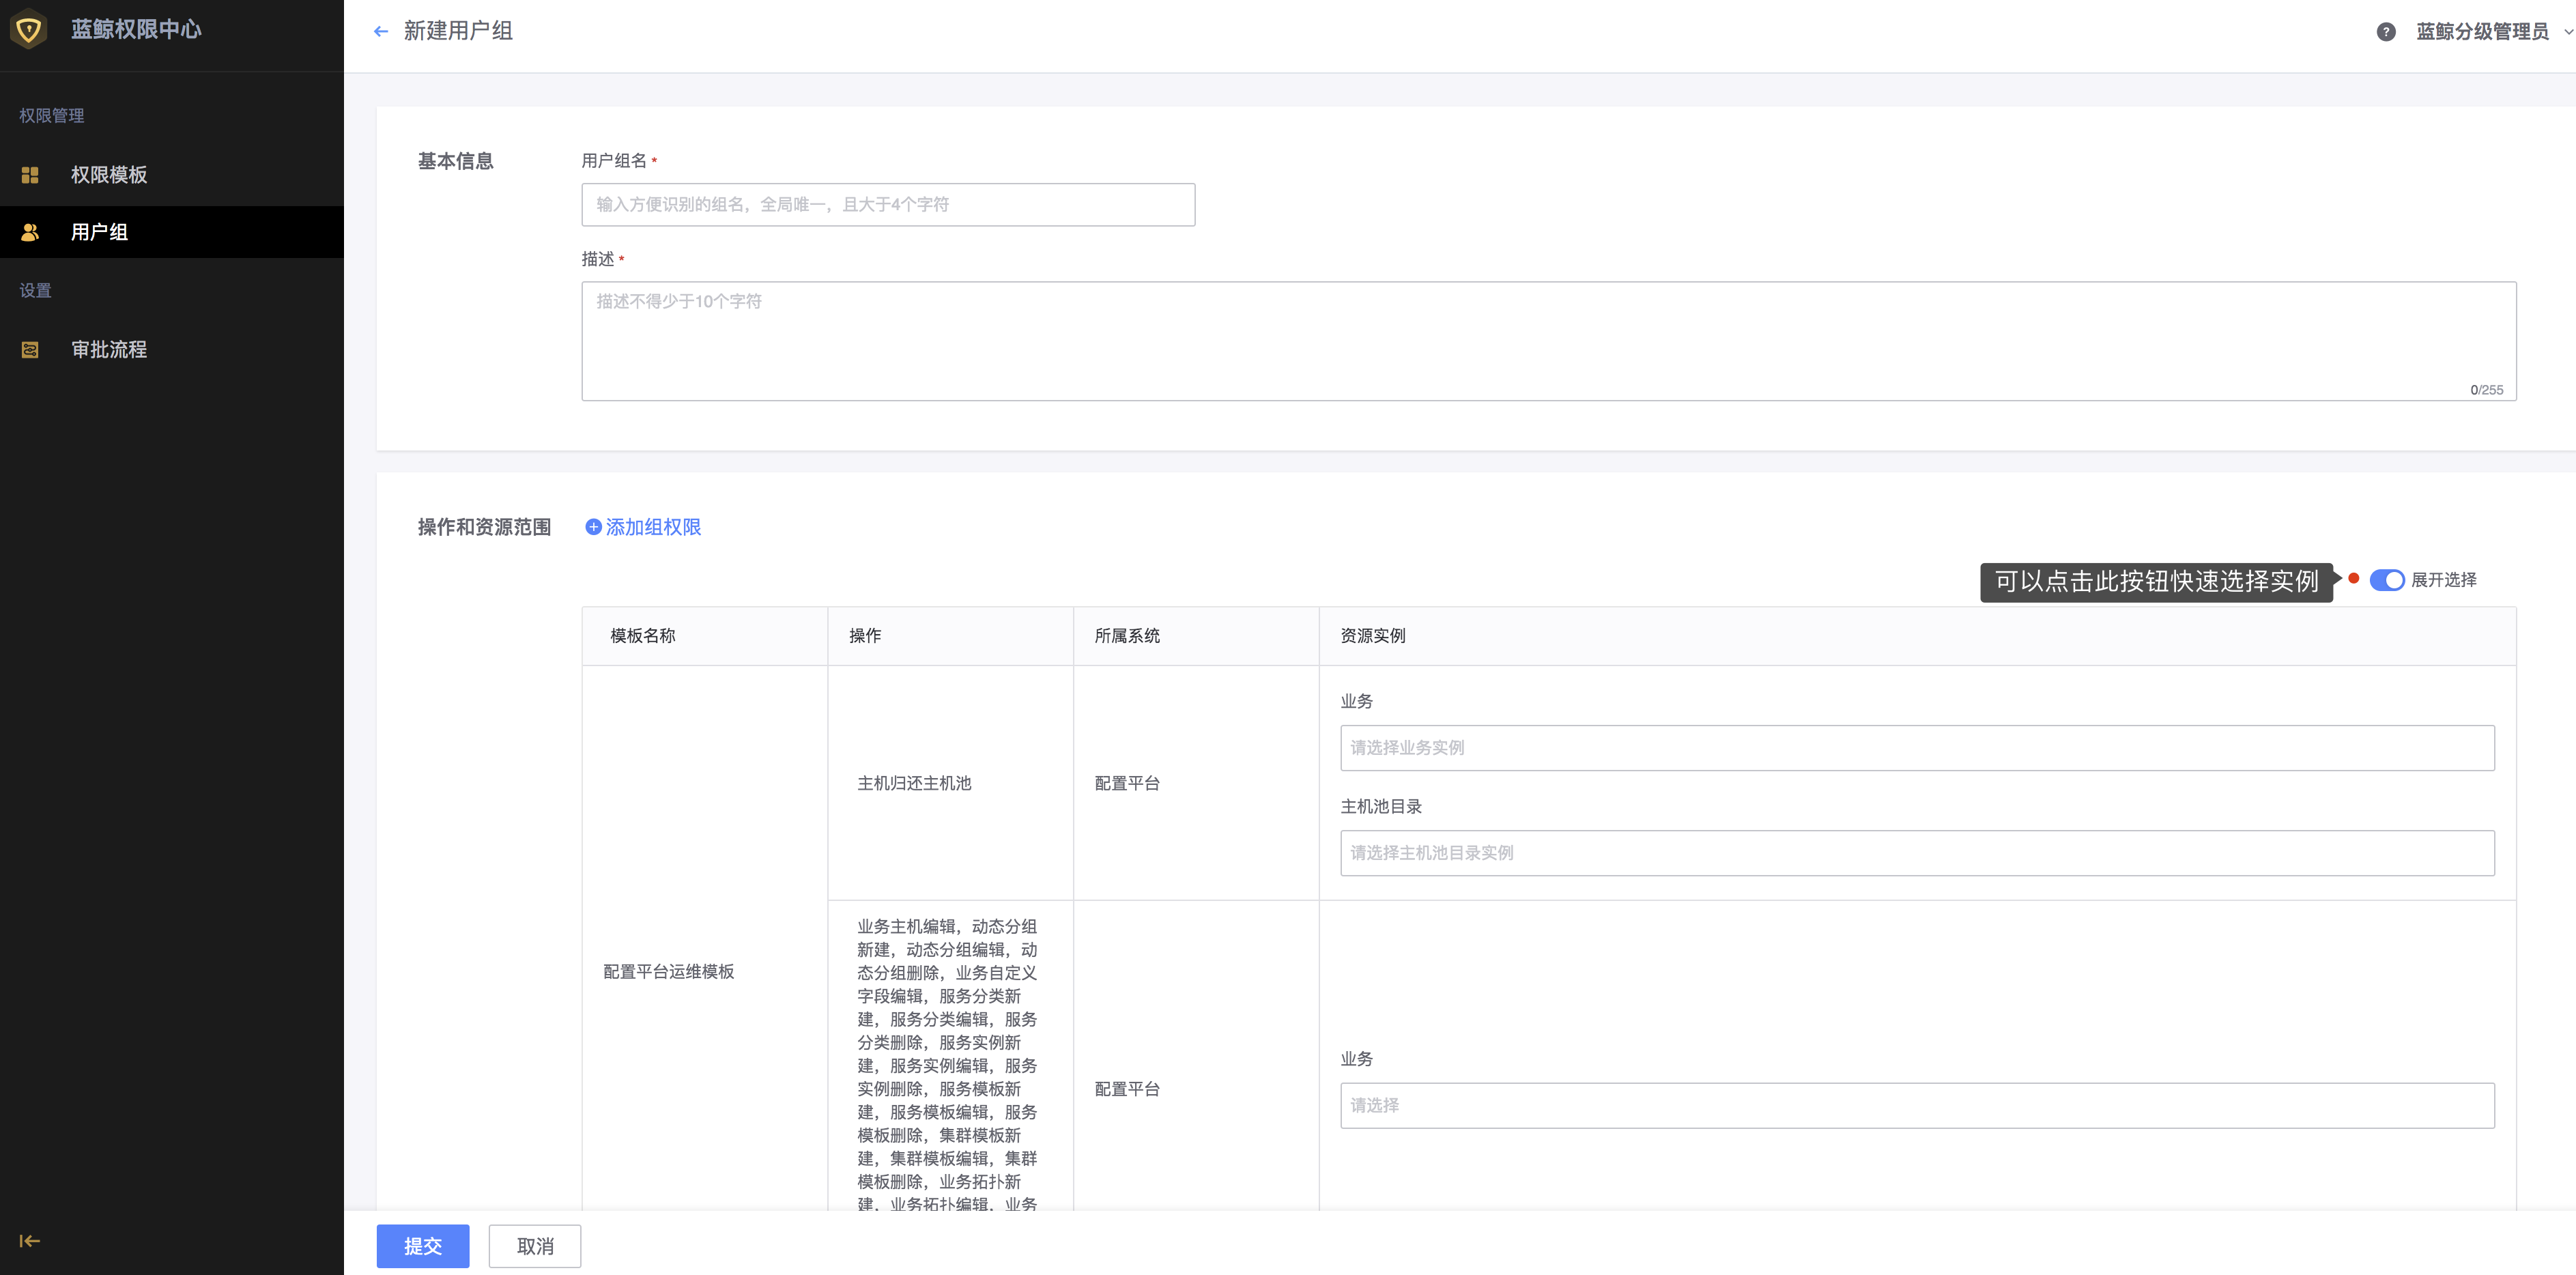 蓝鲸权限中心
权限管理
权限模板
用户组
设置
审批流程
新建用户组
蓝鲸分级管理员
基本信息
用户组名 *
输入方便识别的组名，全局唯一，且大于4个字符
描述 *
描述不得少于10个字符
0/255
操作和资源范围
添加组权限
可以点击此按钮快速选择实例
展开选择
模板名称 操作 所属系统 资源实例
配置平台运维模板
主机归还主机池
配置平台
业务
请选择业务实例
主机池目录
请选择主机池目录实例
业务主机编辑，动态分组
新建，动态分组编辑，动
态分组删除，业务自定义
字段编辑，服务分类新
建，服务分类编辑，服务
分类删除，服务实例新
建，服务实例编辑，服务
实例删除，服务模板新
建，服务模板编辑，服务
模板删除，集群模板新
建，集群模板编辑，集群
模板删除，业务拓扑新
建，业务拓扑编辑，业务
配置平台
业务
请选择
提交
取消